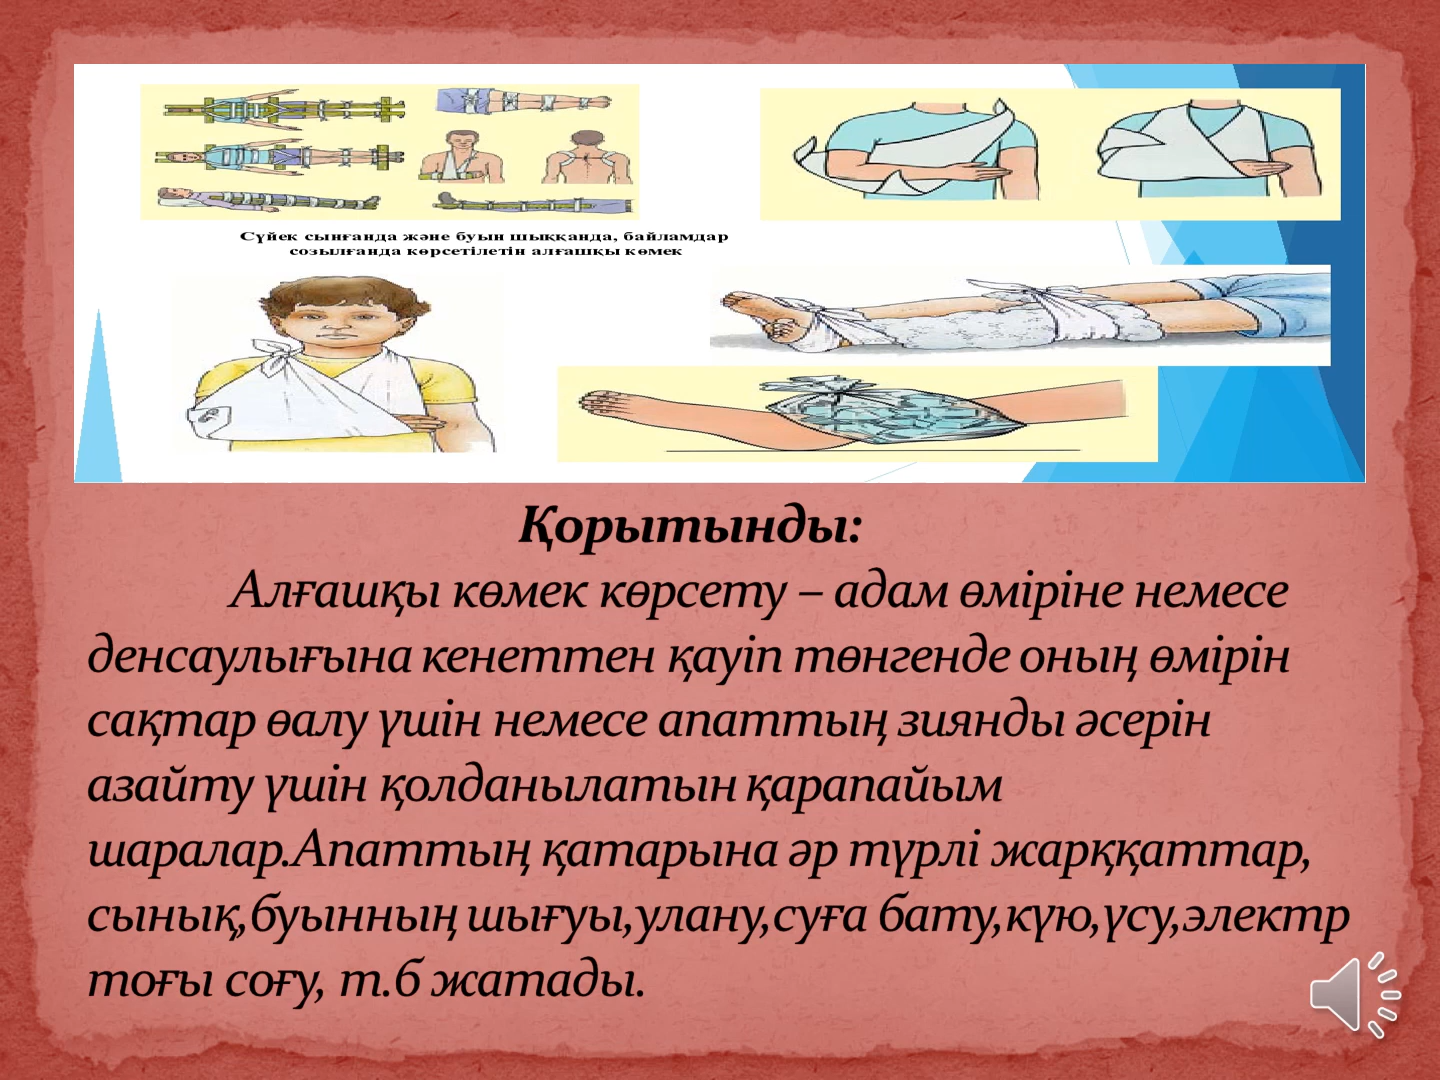 Сүйек сынғанда және буын шыққанда, байламдар
созылғанда көрсетілетін алғашқы көмек
Қорытынды:
Алғашқы көмек көрсету – адам өміріне немесе
денсаулығына кенеттен қауіп төнгенде оның өмірін
сақтар өалу үшін немесе апаттың зиянды әсерін
азайту үшін қолданылатын қарапайым
шаралар.Апаттың қатарына әр түрлі жарққаттар,
сынық,буынның шығуы,улану,суға бату,күю,үсу,электр
тоғы соғу, т.б жатады.